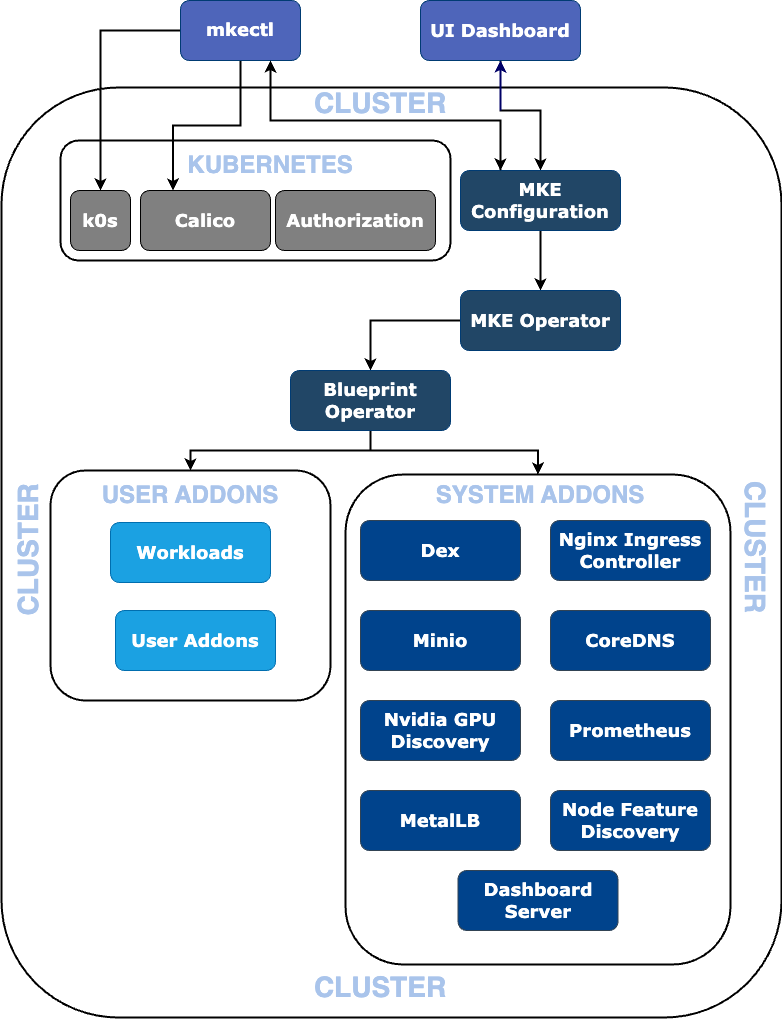 mkectl
UI Dashboard
CLUSTER
KUBERNETES
k0s
Calico
Authorization
MKE
Configuration
MKE Operator
Blueprint
Operator
CLUSTER
USER ADDONS
Workloads
User Addons
SYSTEM ADDONS
Dex
Nginx Ingress
Controller
Minio
CoreDNS
Nvidia GPU
Discovery
Prometheus
MetalLB
Node Feature
Discovery
Dashboard
Server
CLUSTER
CLUSTER